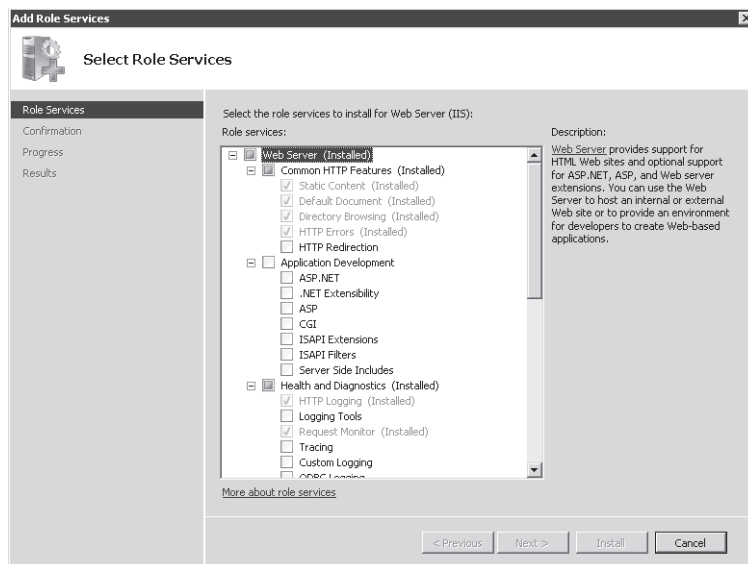 Add Role Services
Select Role Services
Role Services
Confirmation
Progress
Results
Select the role services to install for Web Server (IIS):
Role services:
Web Server (Installed)
Common HTTP Features (Installed)
Static Content (Installed)
Default Document (Installed)
Directory Browsing (Installed)
HTTP Errors (Installed)
HTTP Redirection
Application Development
ASP.NET
.NET Extensibility
ASP
CGI
ISAPI Extensions
ISAPI Filters
Server Side Includes
Health and Diagnostics (Installed)
HTTP Logging (Installed)
Logging Tools
Request Monitor (Installed)
Tracing
Custom Logging
ODBC Logging
More about role services
Description:
Web Server provides support for
HTML Web sites and optional support
for ASP.NET, ASP, and Web server
extensions. You can use the Web
Server to host an internal or external
Web site or to provide an environment
for developers to create Web-based
applications.
< Previous
Next >
Install
Cancel